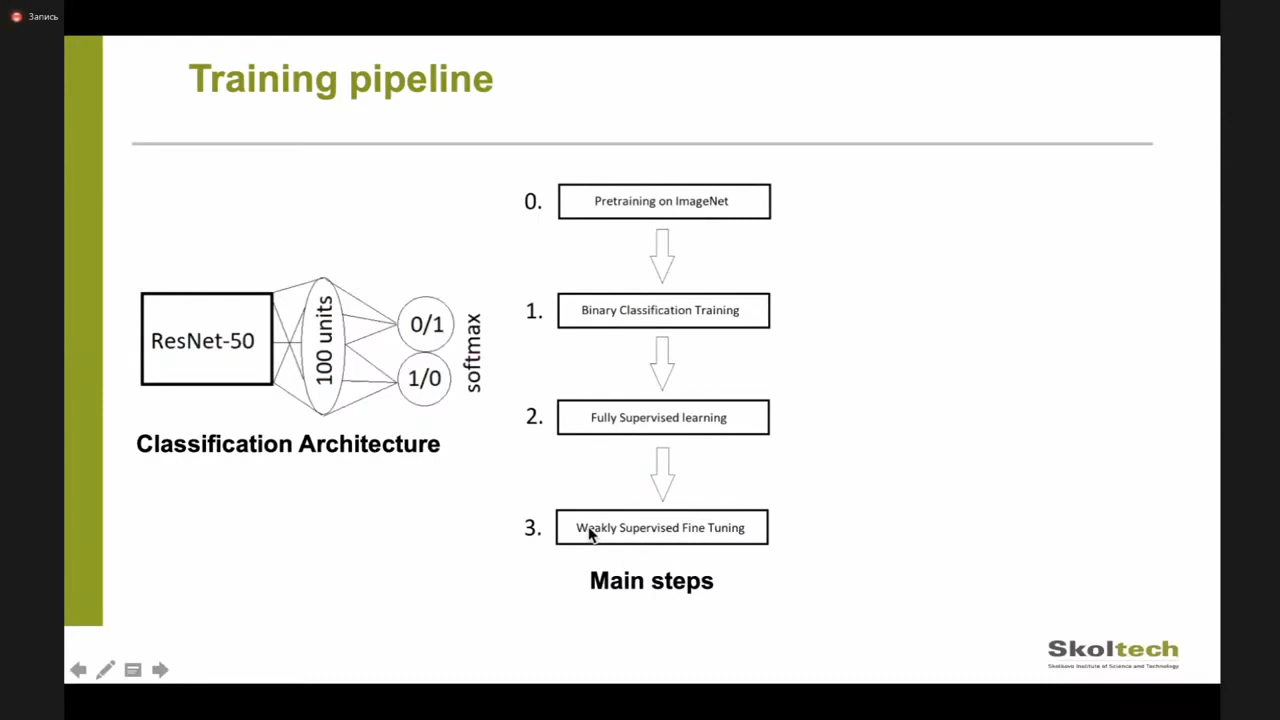 Запись
Training pipeline
0.
Pretraining on ImageNet
1.
Binary Classification Training
ResNet-50
100 units
0/1
1/0
softmax
Classification Architecture
2.
Fully Supervised learning
3.
Weakly Supervised Fine Tuning
Main steps
Skoltech
Skolkovo Institute of Science and Technology